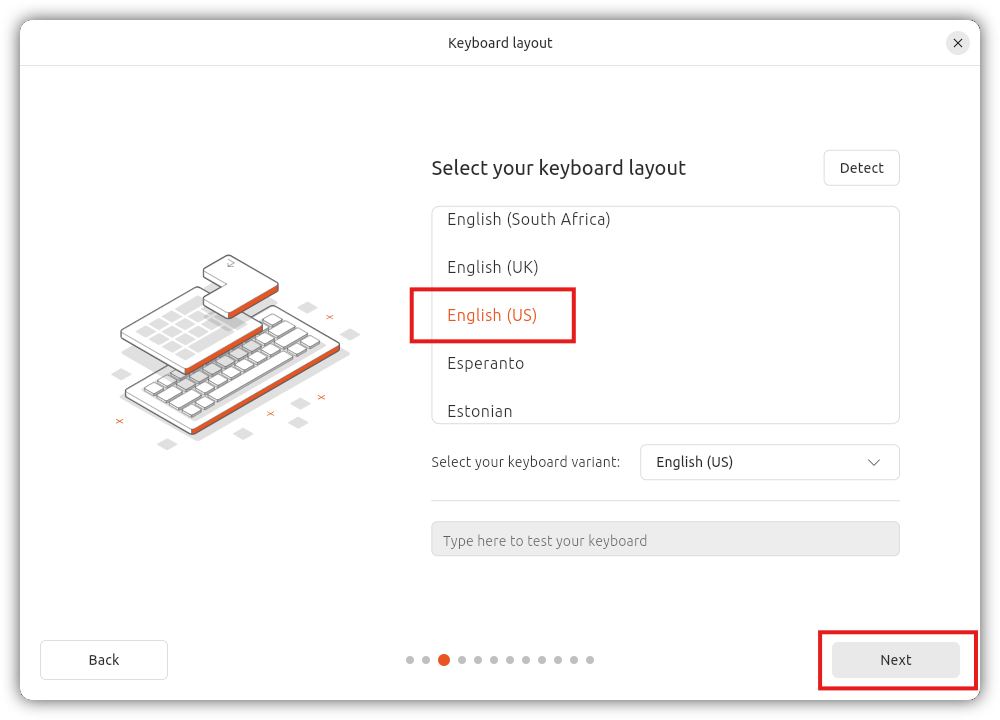 Keyboard layout
Select your keyboard layout
Detect
English (South Africa)
English (UK)
English (US)
Esperanto
Estonian
Select your keyboard variant:
English (US)
Type here to test your keyboard
Back
Next